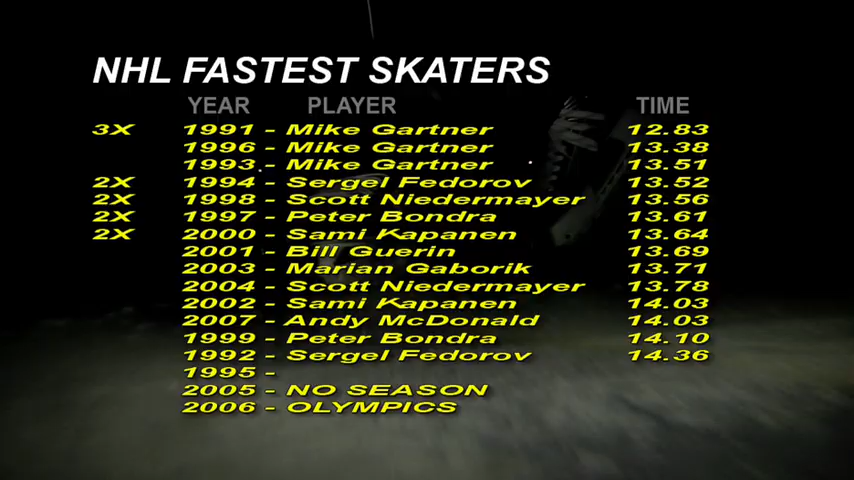 NHL FASTEST SKATERS
YEAR PLAYER TIME
3X 1991 - Mike Gartner 12.83
1996 - Mike Gartner 13.38
1993 - Mike Gartner 13.51
2X 1994 - Sergel Fedorov 13.52
2X 1998 - Scott Niedermayer 13.56
2X 1997 - Peter Bondra 13.61
2X 2000 - Sami Kapanen 13.64
2001 - Bill Guerin 13.69
2003 - Marian Gaborik 13.71
2004 - Scott Niedermayer 13.78
2002 - Sami Kapanen 14.03
2007 - Andy McDonald 14.03
1999 - Peter Bondra 14.10
1992 - Sergel Fedorov 14.36
1995 -
2005 - NO SEASON
2006 - OLYMPICS